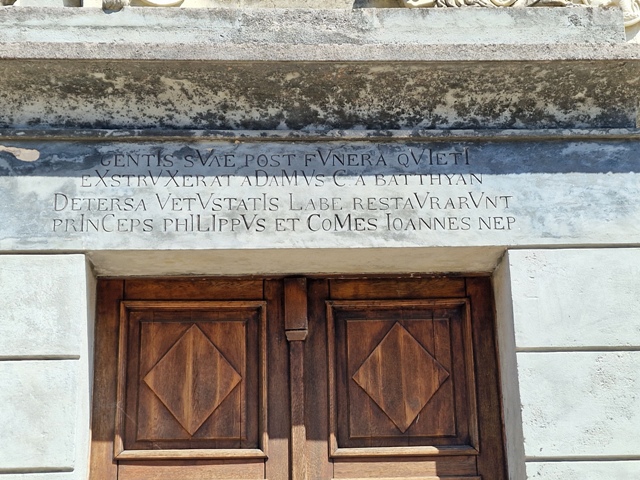 GENTIS SVAE POST FVNERA QVIETI
EXSTRVXERAT ADAMVS C A BATTHYAN
DETERSA VETVSTATIS LABE RESTAVRARVNT
PRINCEPS PHILIPPVS ET COMES IOANNES NEP